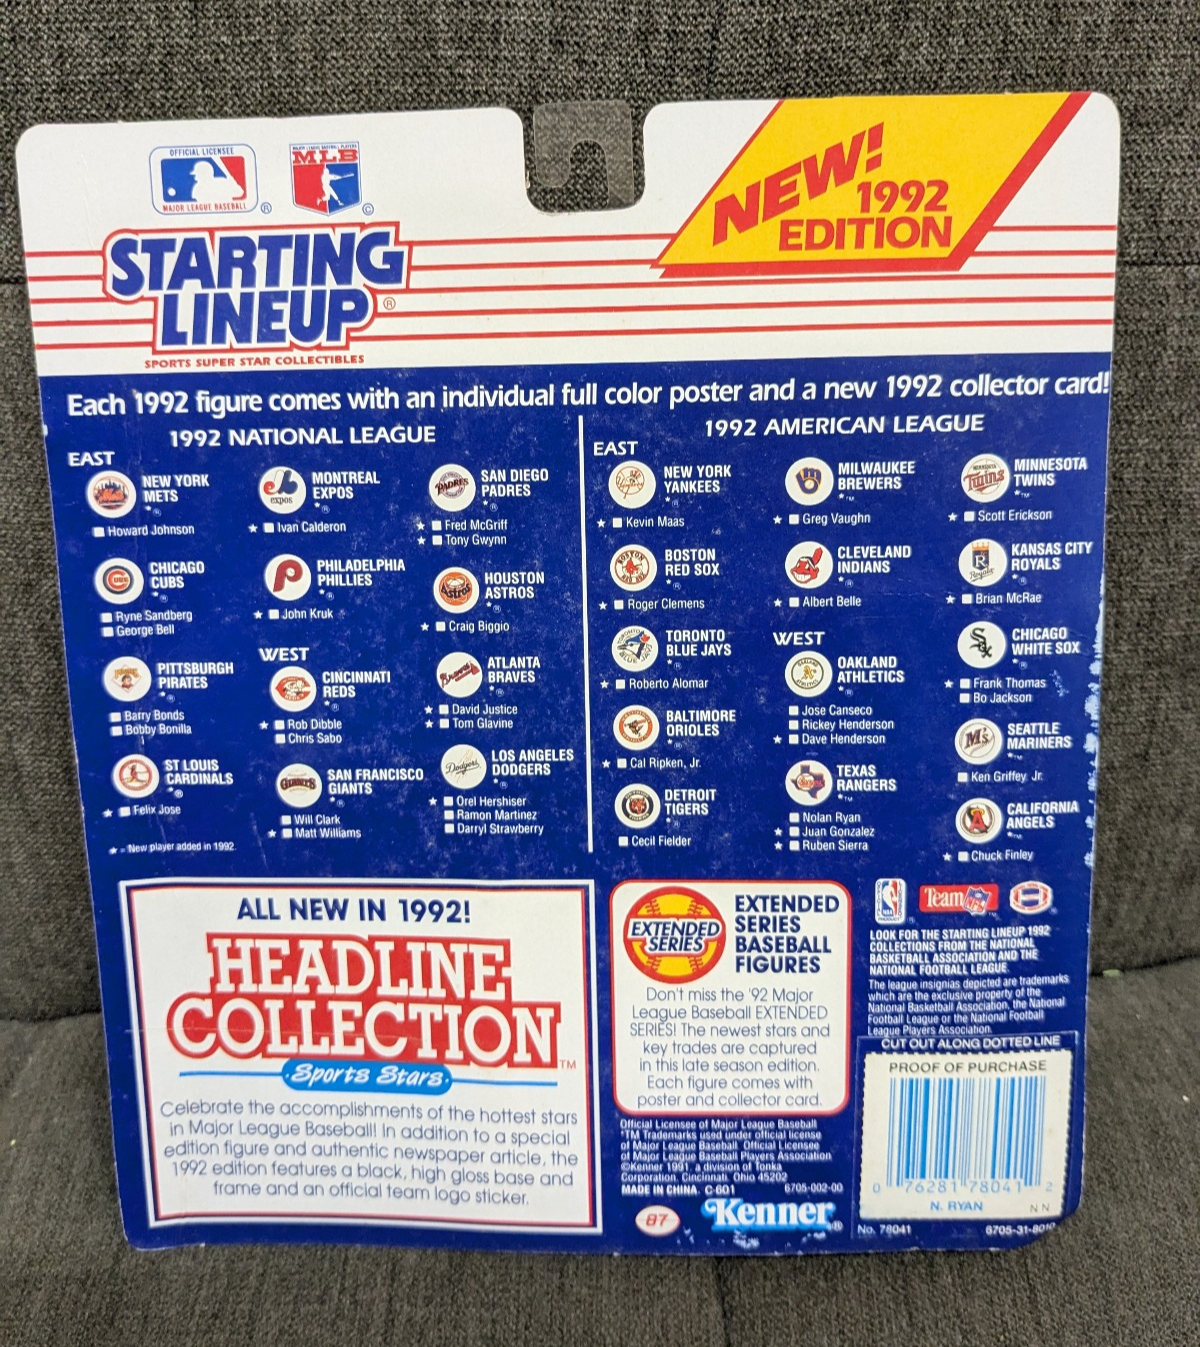 OFFICIAL LICENSEE
MAJOR LEAGUE BASEBALL
®
MAJOR LEAGUE BASEBALL PLAYERS
MLB
©
NEW!
1992
EDITION
STARTING
LINEUP®
SPORTS SUPER STAR COLLECTIBLES
Each 1992 figure comes with an individual full color poster and a new 1992 collector card!
1992 NATIONAL LEAGUE
EAST
NEW YORK
METS
*®
Howard Johnson
CHICAGO
CUBS
*®
Ryne Sandberg
George Bell
PITTSBURGH
PIRATES
*®
Barry Bonds
Bobby Bonilla
ST LOUIS
CARDINALS
*®
★ Felix Jose
★ = New player added in 1992.
MONTREAL
EXPOS
*®
★ Ivan Calderon
PHILADELPHIA
PHILLIES
*®
★ John Kruk
WEST
CINCINNATI
REDS
*®
★ Rob Dibble
Chris Sabo
SAN FRANCISCO
GIANTS
*®
Will Clark
★ Matt Williams
SAN DIEGO
PADRES
*®
★ Fred McGriff
★ Tony Gwynn
HOUSTON
ASTROS
*®
★ Craig Biggio
ATLANTA
BRAVES
*®
★ David Justice
★ Tom Glavine
LOS ANGELES
DODGERS
*®
★ Orel Hershiser
Ramon Martinez
Darryl Strawberry
1992 AMERICAN LEAGUE
EAST
NEW YORK
YANKEES
*®
★ Kevin Maas
BOSTON
RED SOX
*®
★ Roger Clemens
TORONTO
BLUE JAYS
*®
★ Roberto Alomar
BALTIMORE
ORIOLES
*®
★ Cal Ripken, Jr.
DETROIT
TIGERS
*®
Cecil Fielder
MILWAUKEE
BREWERS
*™
★ Greg Vaughn
CLEVELAND
INDIANS
*®
★ Albert Belle
WEST
OAKLAND
ATHLETICS
*®
Jose Canseco
Rickey Henderson
★ Dave Henderson
TEXAS
RANGERS
*™
Nolan Ryan
★ Juan Gonzalez
★ Ruben Sierra
MINNESOTA
TWINS
*™
★ Scott Erickson
KANSAS CITY
ROYALS
*®
★ Brian McRae
CHICAGO
WHITE SOX
*®
★ Frank Thomas
Bo Jackson
SEATTLE
MARINERS
*®
Ken Griffey, Jr.
CALIFORNIA
ANGELS
*™
★ Chuck Finley
ALL NEW IN 1992!
HEADLINE
COLLECTION™
Sports Stars
Celebrate the accomplishments of the hottest stars
in Major League Baseball! In addition to a special
edition figure and authentic newspaper article, the
1992 edition features a black, high gloss base and
frame and an official team logo sticker.
EXTENDED
SERIES
EXTENDED
SERIES
BASEBALL
FIGURES
Don't miss the '92 Major
League Baseball EXTENDED
SERIES! The newest stars and
key trades are captured
in this late season edition.
Each figure comes with
poster and collector card.
Official Licensee of Major League Baseball
*TM Trademarks used under official license
of Major League Baseball. Official Licensee
of Major League Baseball Players Association
©Kenner 1991, a division of Tonka
Corporation, Cincinnati, Ohio 45202
MADE IN CHINA. C-601 6705-002-00
87
Kenner®
NBA
Team NFL
LOOK FOR THE STARTING LINEUP 1992
COLLECTIONS FROM THE NATIONAL
BASKETBALL ASSOCIATION AND THE
NATIONAL FOOTBALL LEAGUE.
The league insignias depicted are trademarks
which are the exclusive property of the
National Basketball Association, the National
Football League or the National Football
League Players Association.
CUT OUT ALONG DOTTED LINE
PROOF OF PURCHASE
0 76281 78041 2
N. RYAN NN
No. 78041 6705-31-8010